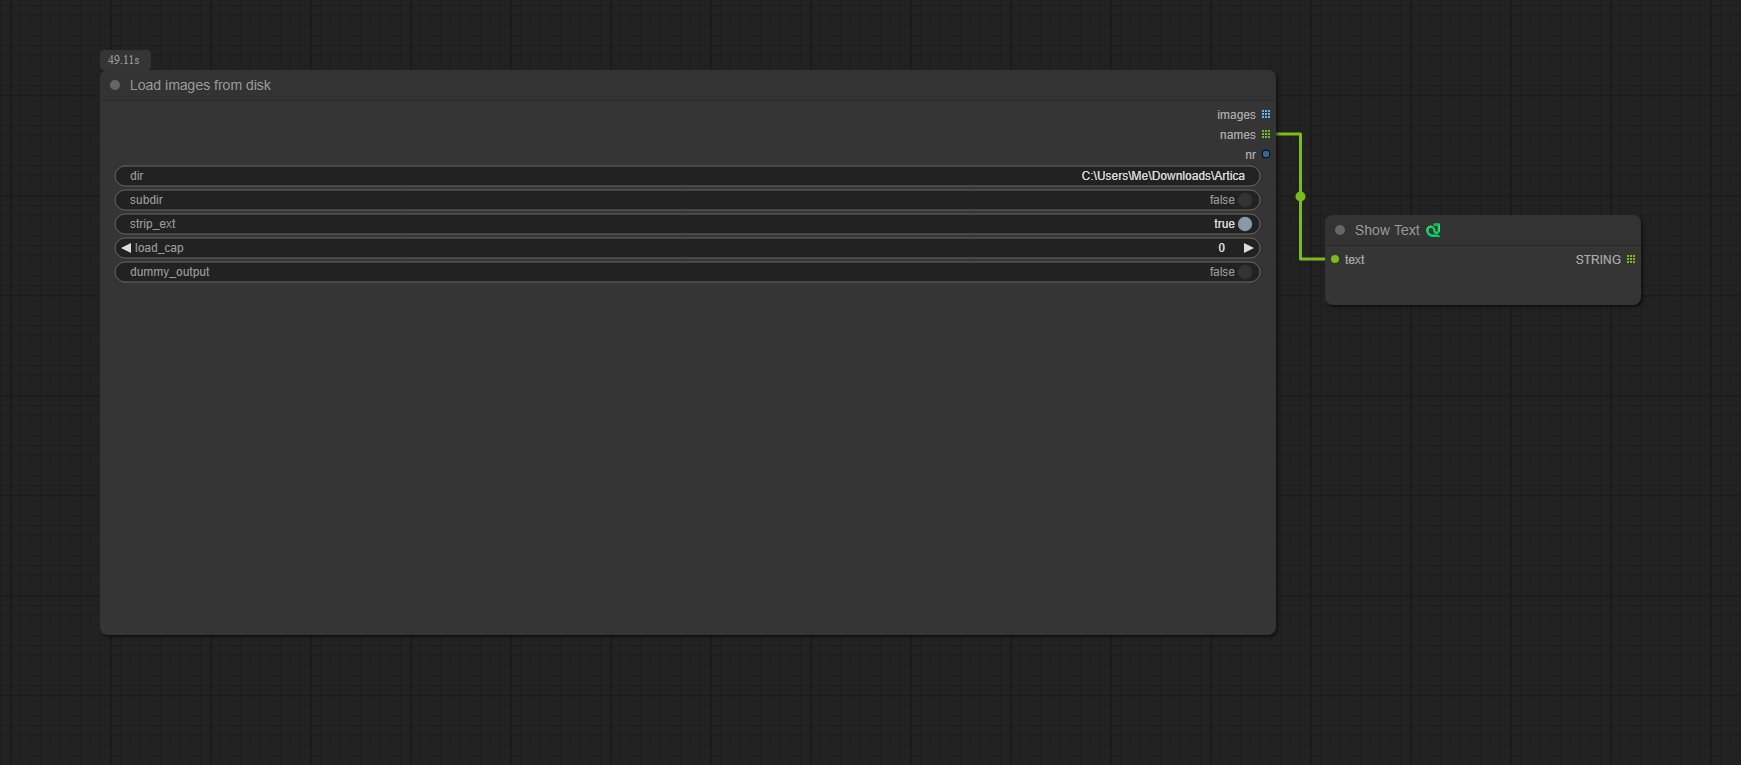 49.11s
Load images from disk
images
names
nr
dir C:\Users\Me\Downloads\Artica
subdir false
strip_ext true
load_cap 0
dummy_output false
Show Text
text STRING